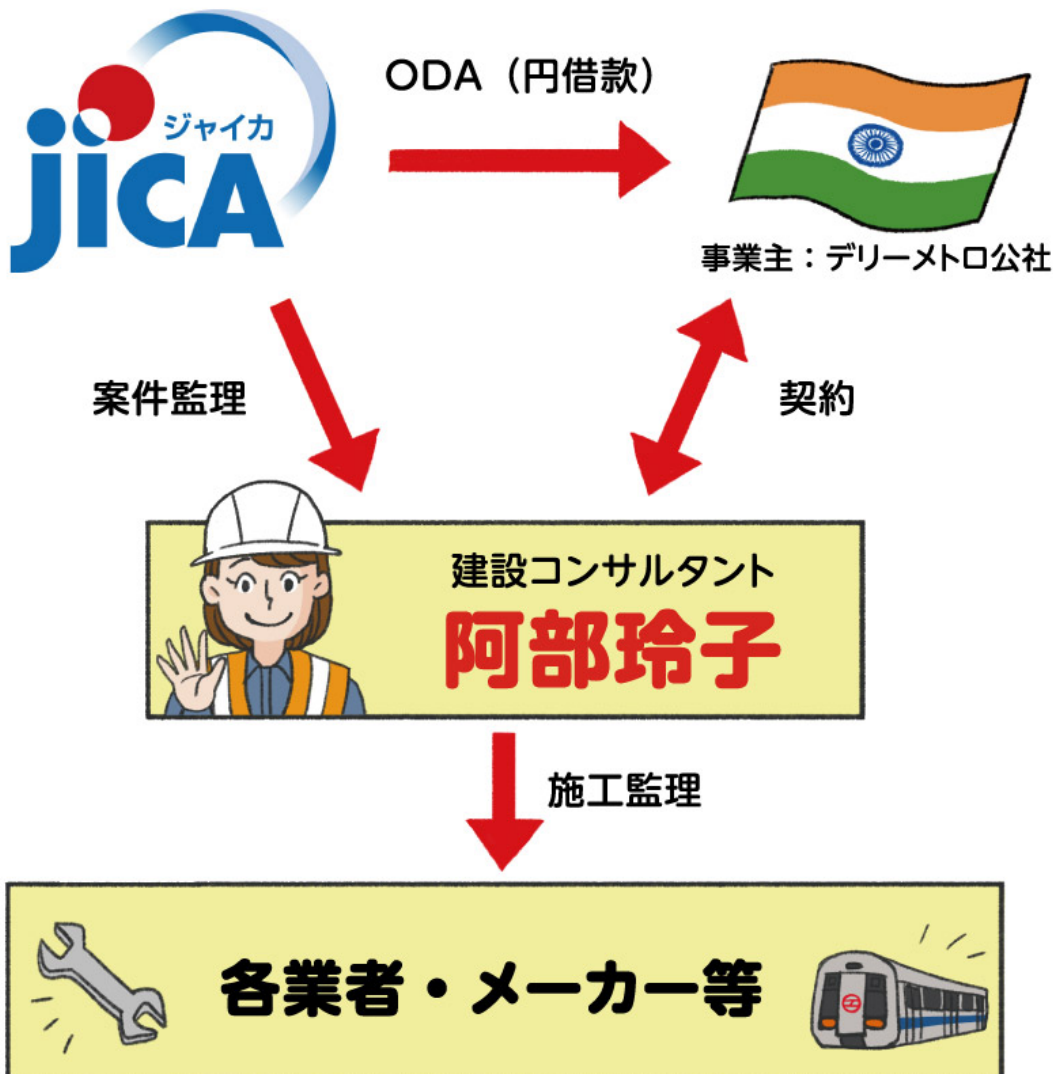 ジャイカ
JICA
ODA（円借款）
事業主：デリーメトロ公社
案件監理
契約
建設コンサルタント
阿部玲子
施工監理
各業者・メーカー等